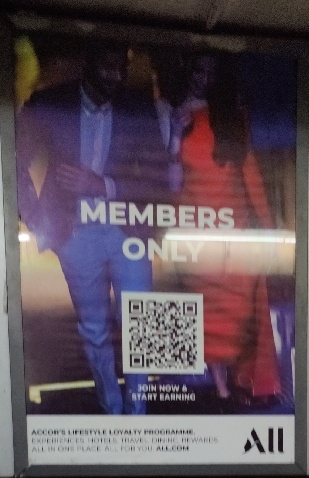 MEMBERS
ONLY
JOIN NOW &
START EARNING
ACCOR'S LIFESTYLE LOYALTY PROGRAMME.
EXPERIENCES. HOTELS. TRAVEL. DINING. REWARDS.
ALL IN ONE PLACE. ALL FOR YOU. ALL.COM
ALL